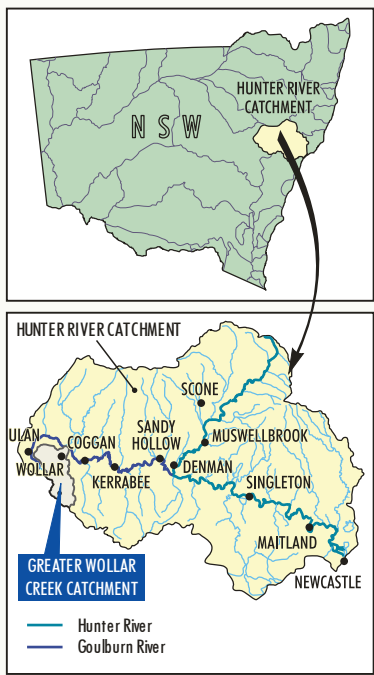 HUNTER RIVER
CATCHMENT
NSW
HUNTER RIVER CATCHMENT
SCONE
SANDY
HOLLOW
MUSWELLBROOK
ULAN
COGGAN
WOLLAR
DENMAN
KERRABEE
SINGLETON
MAITLAND
GREATER WOLLAR
CREEK CATCHMENT
NEWCASTLE
Hunter River
Goulburn River